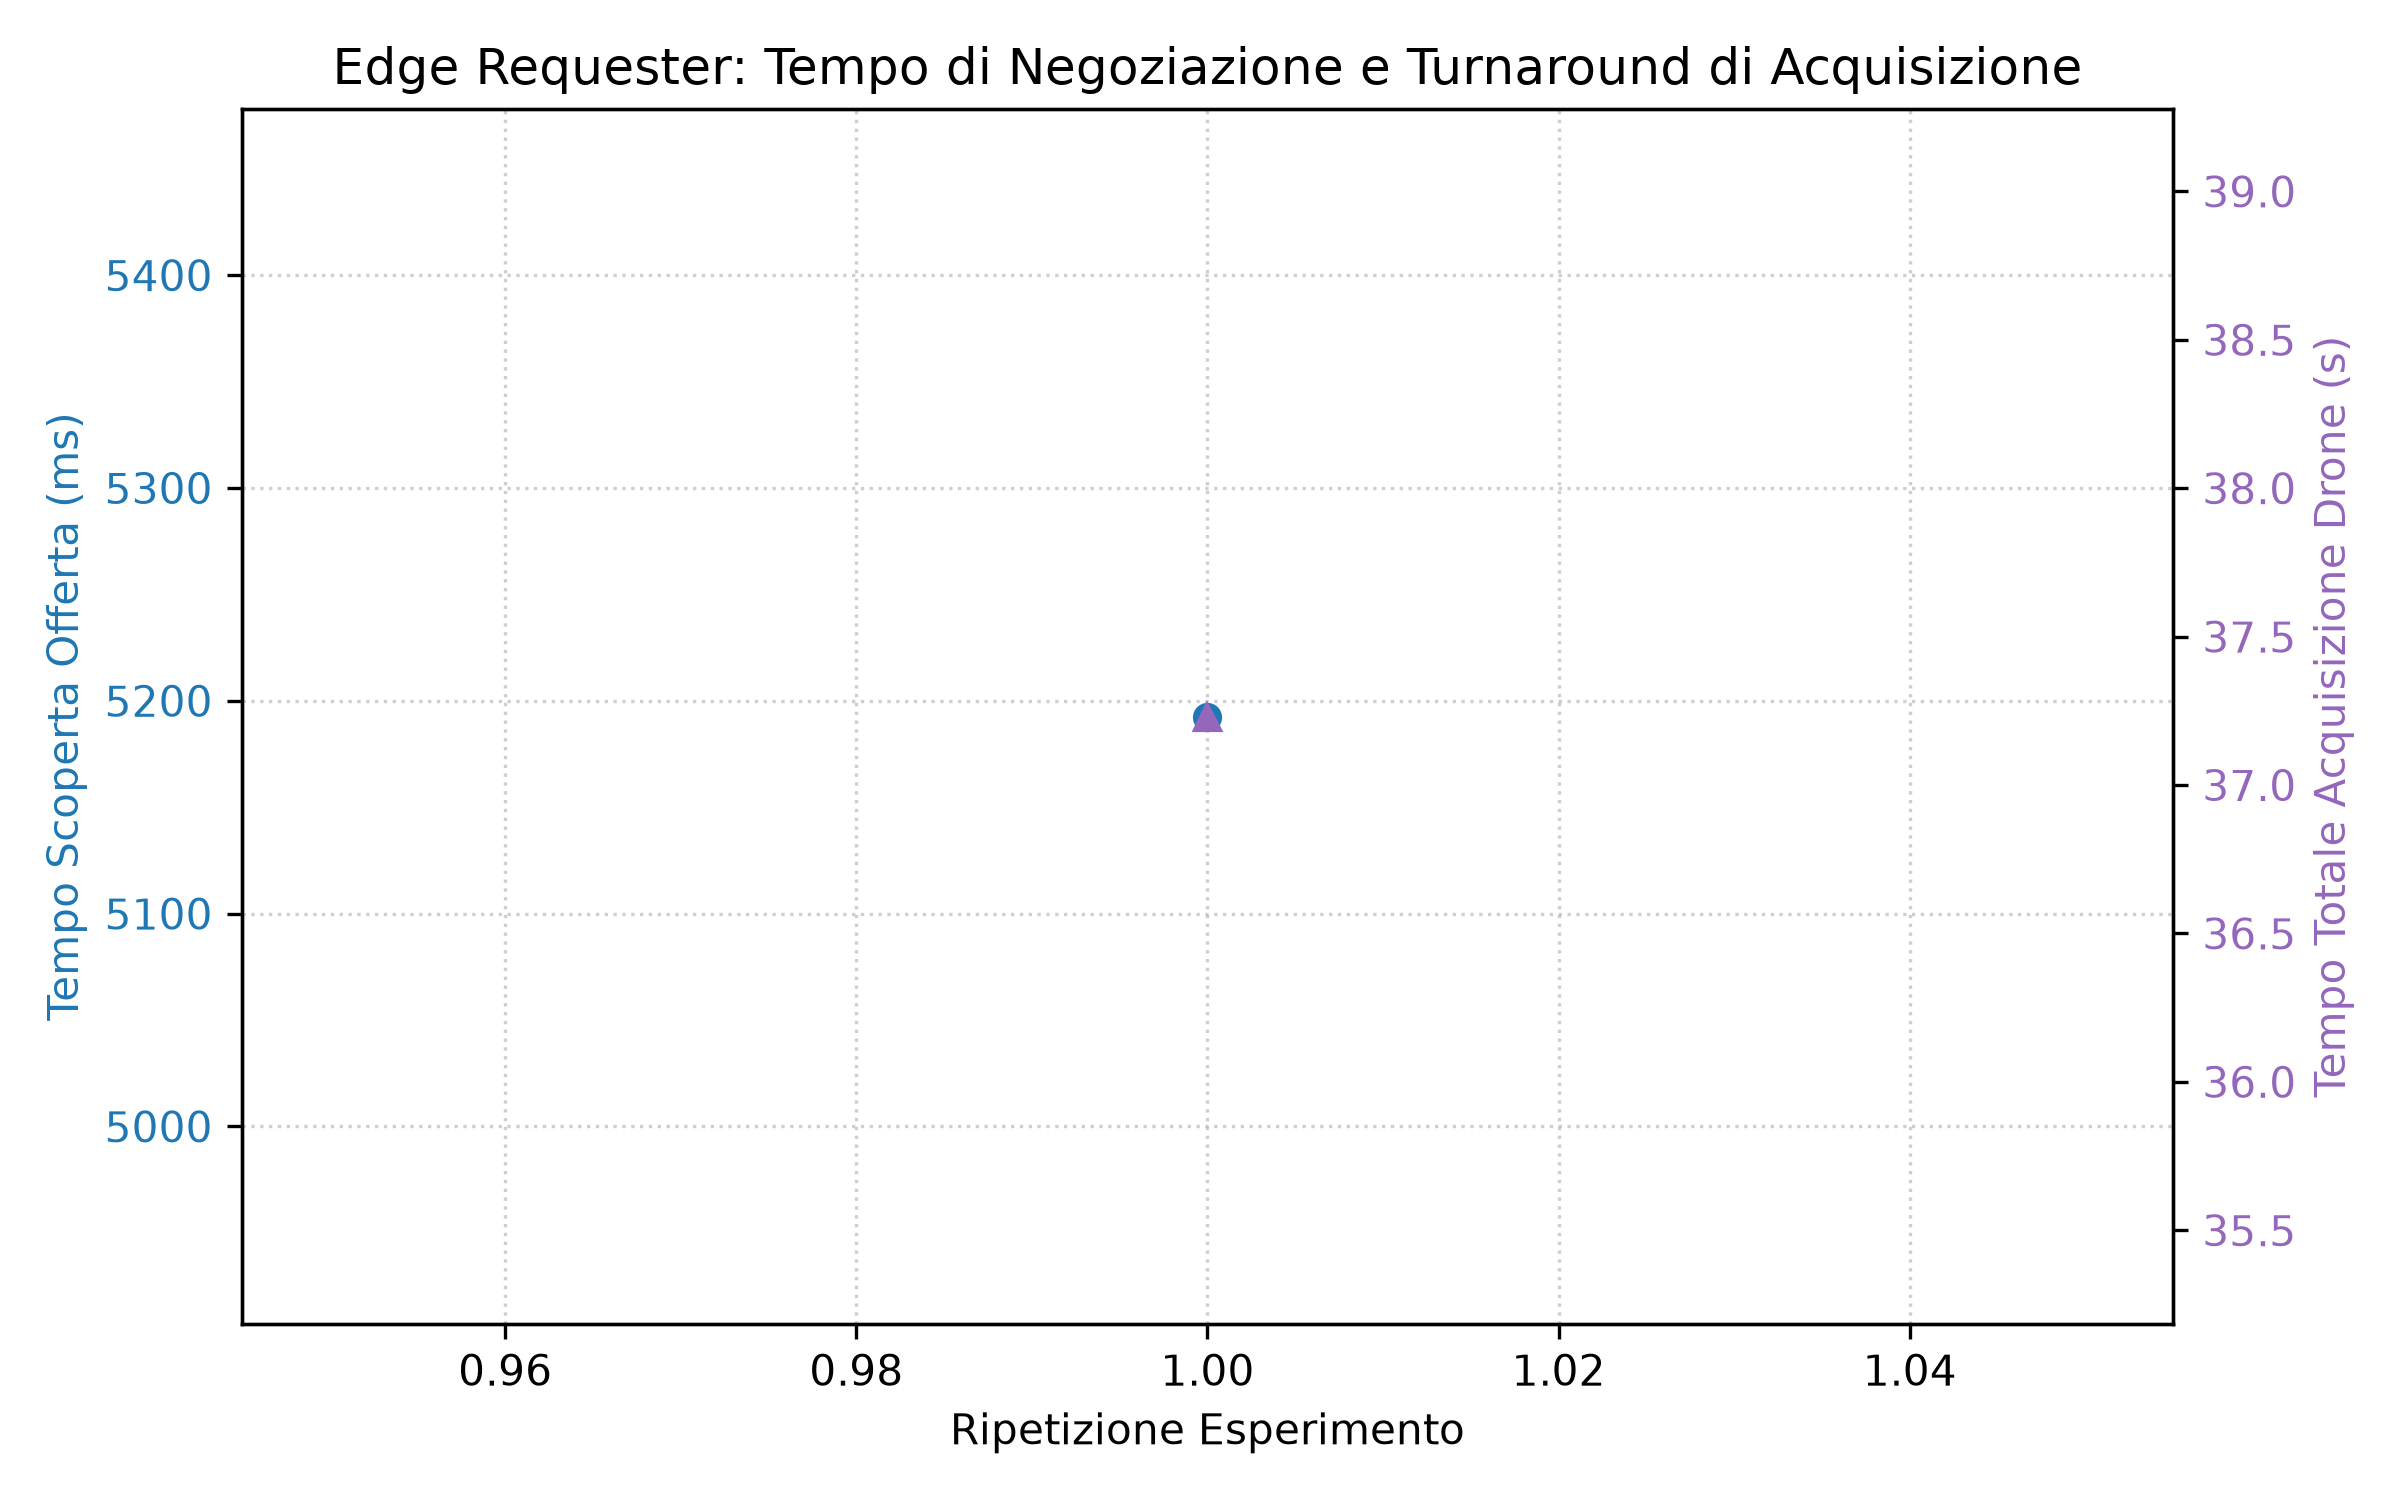 Edge Requester: Tempo di Negoziazione e Turnaround di Acquisizione
Tempo Scoperta Offerta (ms)
5400
5300
5200
5100
5000
39.0
38.5
38.0
37.5
37.0
36.5
36.0
35.5
Tempo Totale Acquisizione Drone (s)
0.96 0.98 1.00 1.02 1.04
Ripetizione Esperimento